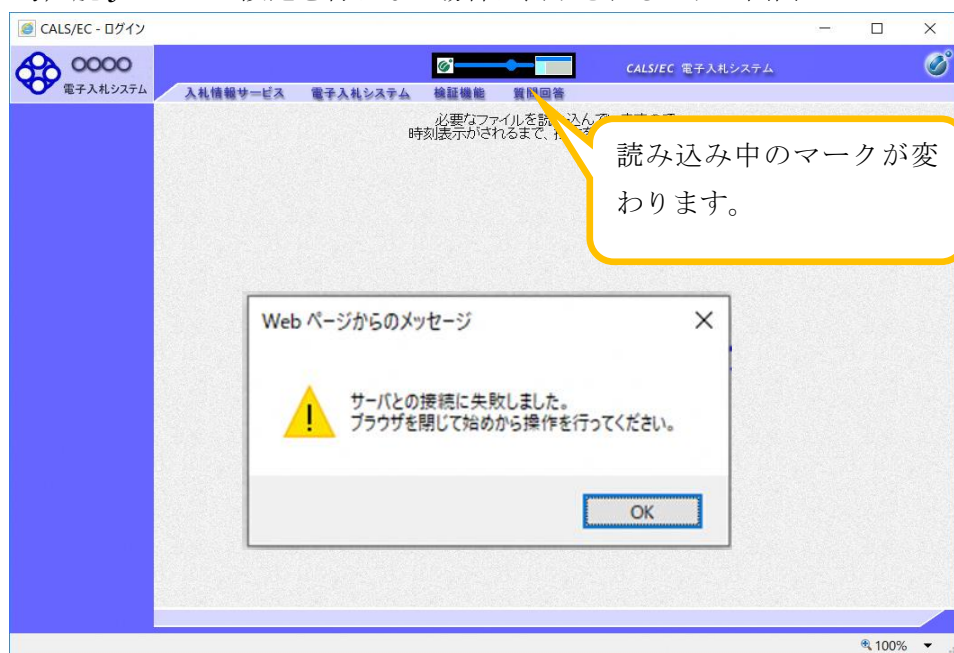 CALS/EC - ログイン
OOOO
電子入札システム
CALS/EC 電子入札システム
入札情報サービス 電子入札システム 検証機能 質問回答
必要なファイルを読み込ん
時刻表示がされるまで、
読み込み中のマークが変
わります。
Web ページからのメッセージ
サーバとの接続に失敗しました。
ブラウザを閉じて始めから操作を行ってください。
OK
100%